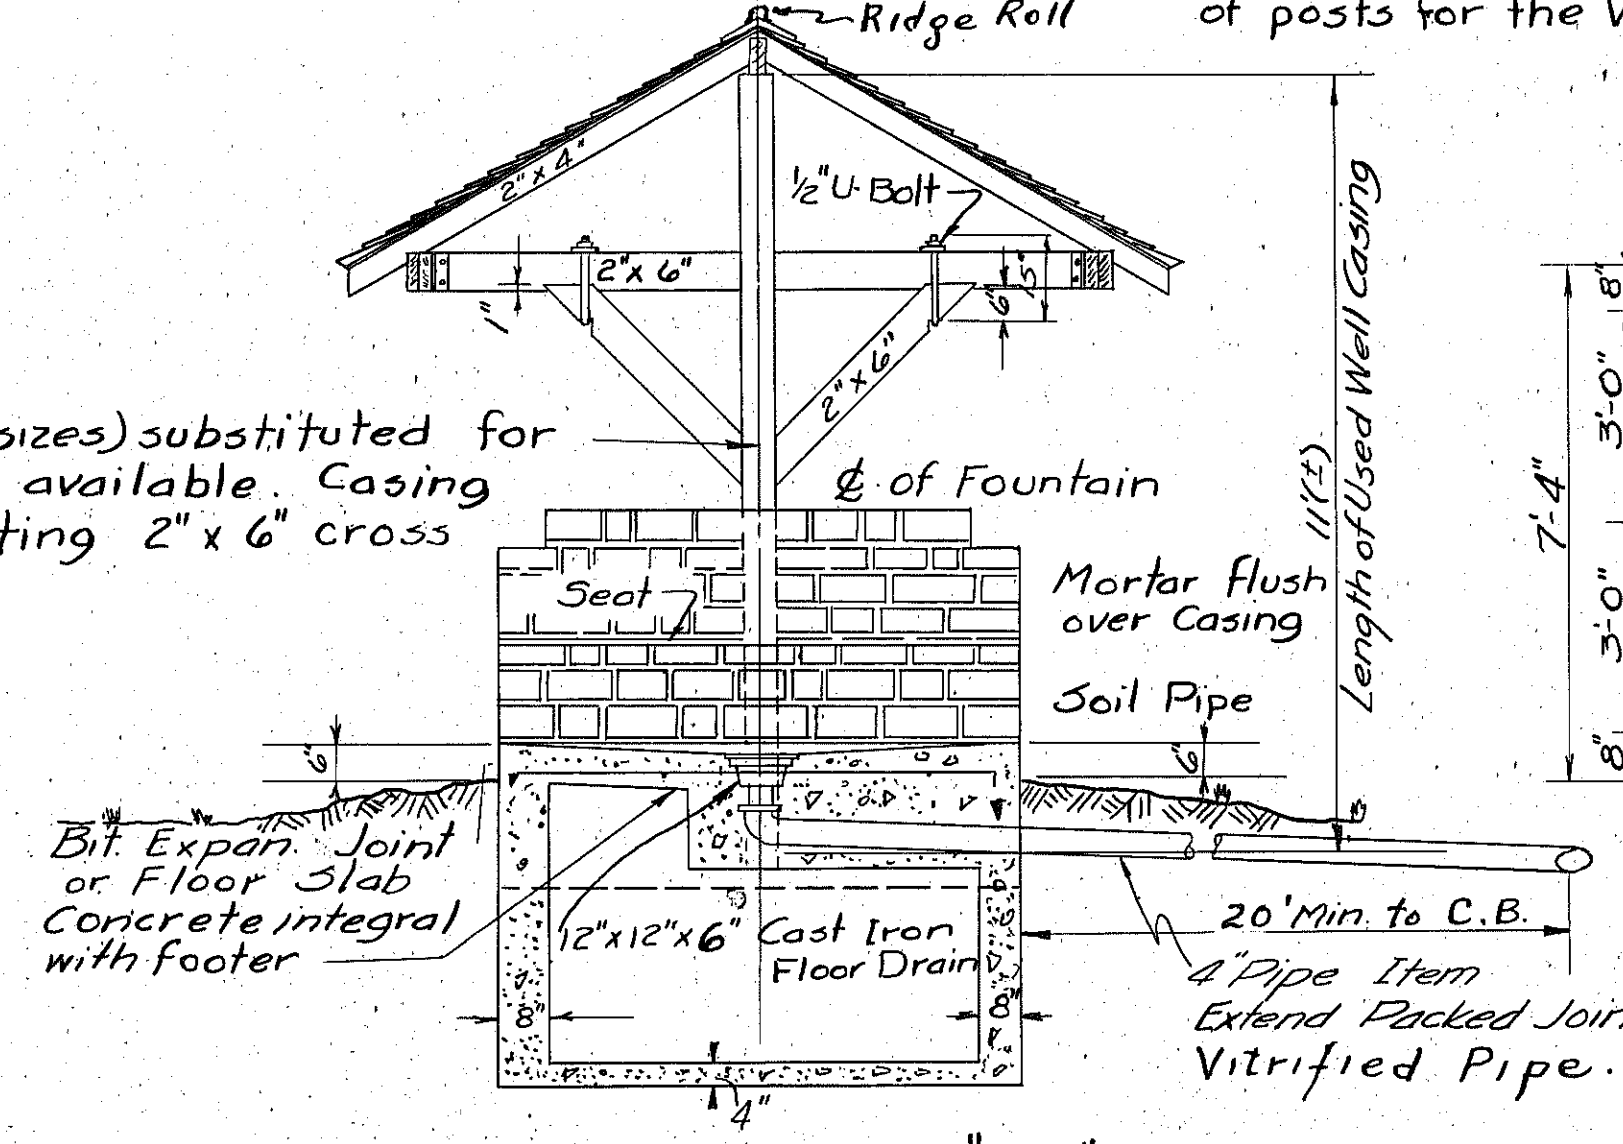 Ridge Roll
of posts for the
2" x 4"
1/2" U-Bolt
2" x 6"
1"
6"
15"
2" x 6"
11'(±)
Length of Used Well Casing
8"
3'-0"
7'-4"
3'-0"
8"
sizes) substituted for
available. Casing
ting 2" x 6" cross
℄ of Fountain
Seat
Mortar flush
over Casing
Soil Pipe
6"
6"
Bit. Expan. Joint
or Floor Slab
Concrete integral
with footer
12"x12"x6" Cast Iron
Floor Drain
20' Min. to C.B.
4" Pipe Item
Extend Packed Join
Vitrified Pipe.
8"
8"
4"